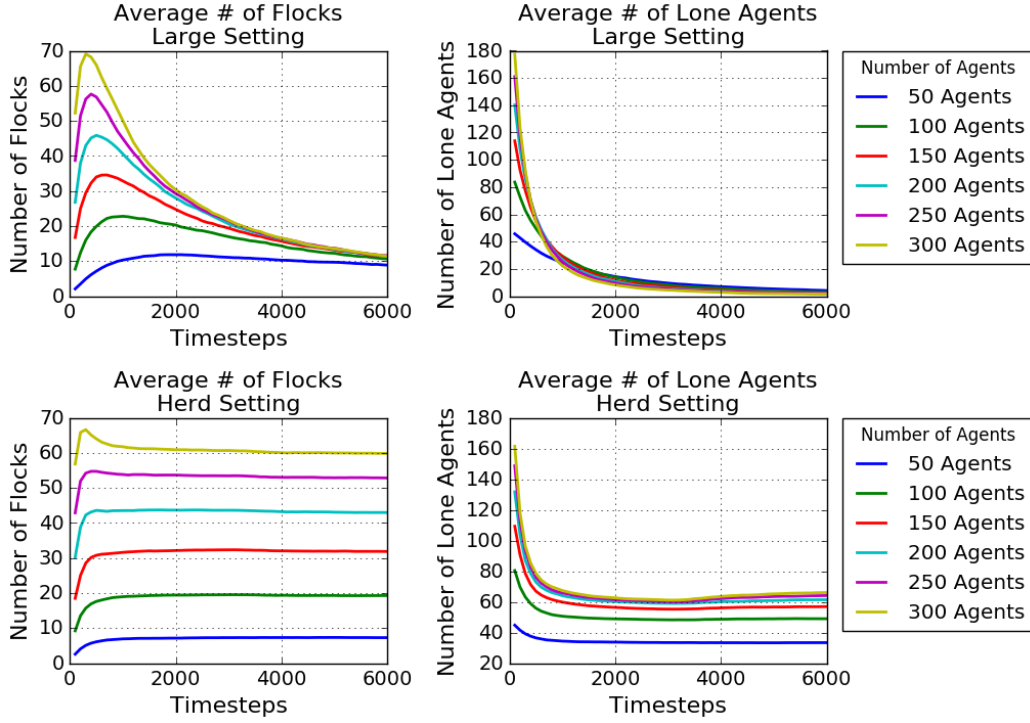 Average # of Flocks
Large Setting
Number of Flocks
70
60
50
40
30
20
10
0
0 2000 4000 6000
Timesteps
Average # of Lone Agents
Large Setting
Number of Lone Agents
180
160
140
120
100
80
60
40
20
0
0 2000 4000 6000
Timesteps
Number of Agents
50 Agents
100 Agents
150 Agents
200 Agents
250 Agents
300 Agents
Average # of Flocks
Herd Setting
Number of Flocks
70
60
50
40
30
20
10
0
0 2000 4000 6000
Timesteps
Average # of Lone Agents
Herd Setting
Number of Lone Agents
180
160
140
120
100
80
60
40
20
0 2000 4000 6000
Timesteps
Number of Agents
50 Agents
100 Agents
150 Agents
200 Agents
250 Agents
300 Agents